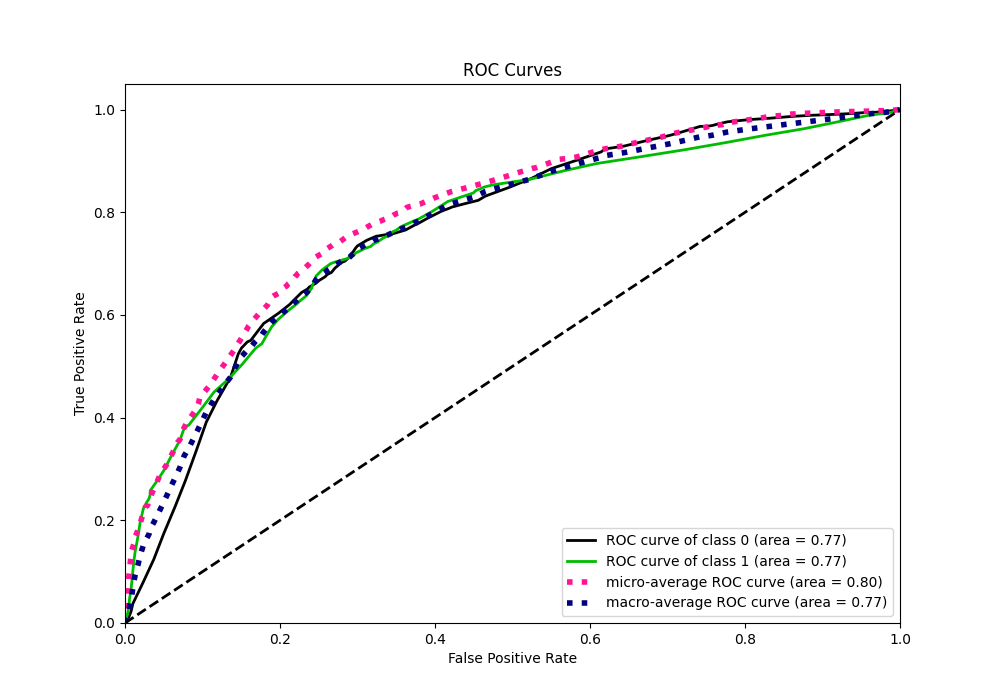 ROC Curves
True Positive Rate
1.0
0.8
0.6
0.4
0.2
0.0
ROC curve of class 0 (area = 0.77)
ROC curve of class 1 (area = 0.77)
micro-average ROC curve (area = 0.80)
macro-average ROC curve (area = 0.77)
0.0 0.2 0.4 0.6 0.8 1.0
False Positive Rate